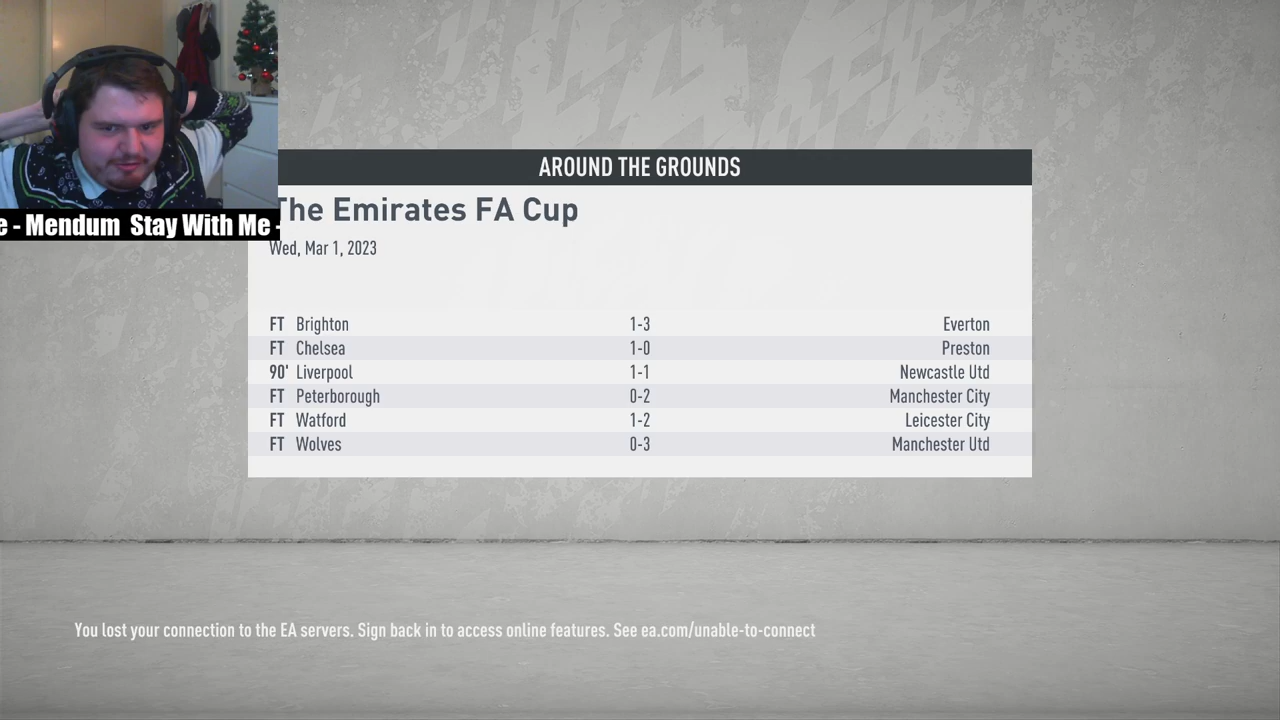 e - Mendum Stay With Me -
AROUND THE GROUNDS
The Emirates FA Cup
Wed, Mar 1, 2023
FT Brighton 1-3 Everton
FT Chelsea 1-0 Preston
90' Liverpool 1-1 Newcastle Utd
FT Peterborough 0-2 Manchester City
FT Watford 1-2 Leicester City
FT Wolves 0-3 Manchester Utd
You lost your connection to the EA servers. Sign back in to access online features. See ea.com/unable-to-connect